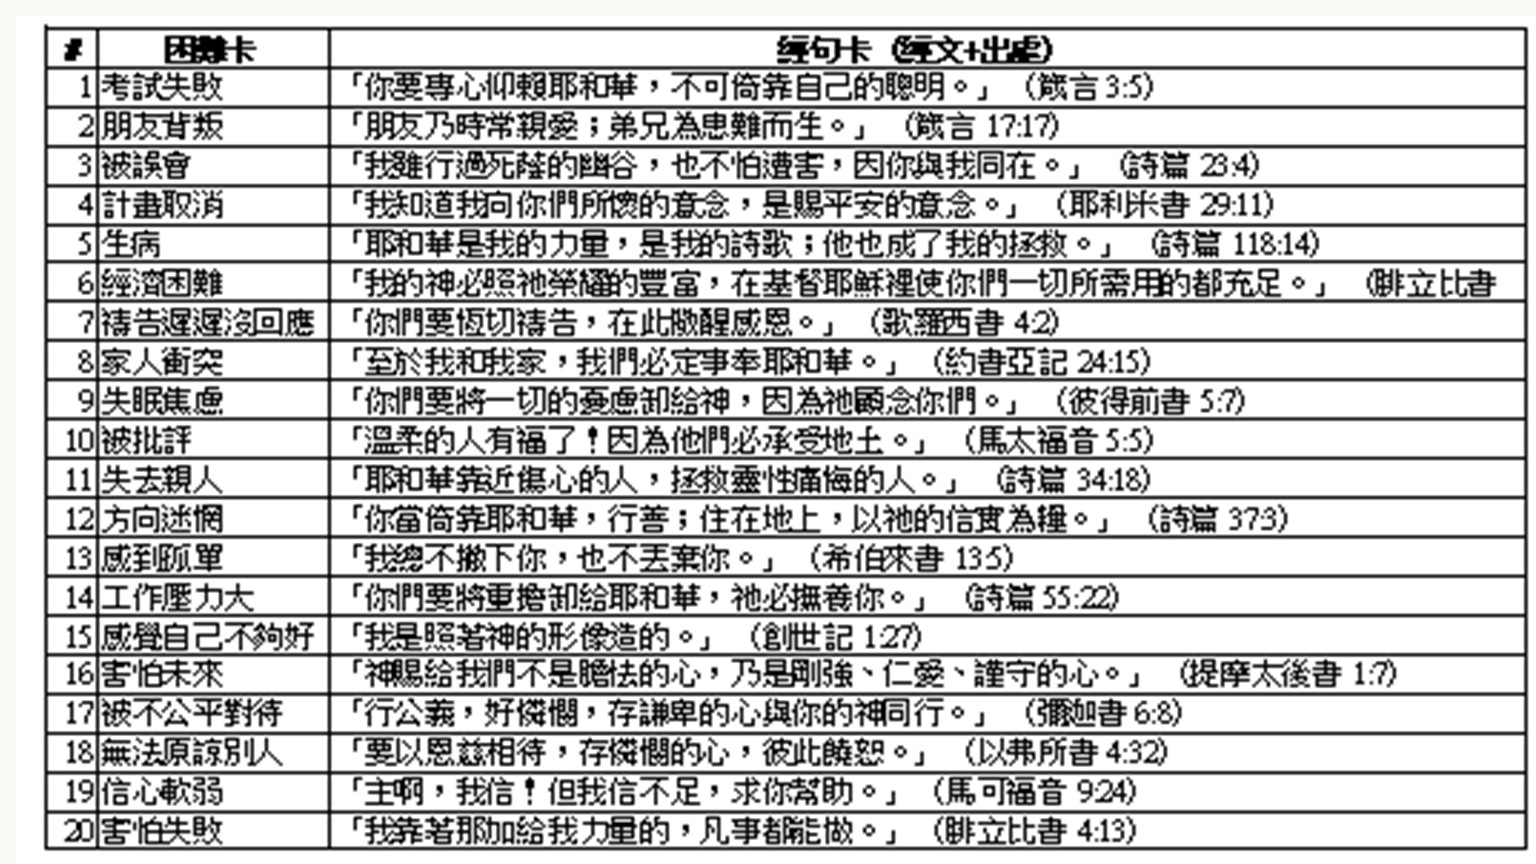 # 困難卡 經句卡（經文+出處）
1 考試失敗 「你要專心仰賴耶和華，不可倚靠自己的聰明。」（箴言 3:5）
2 朋友背叛 「朋友乃時常親愛；弟兄為患難而生。」（箴言 17:17）
3 被誤會 「我雖行過死蔭的幽谷，也不怕遭害，因你與我同在。」（詩篇 23:4）
4 計畫取消 「我知道我向你們所懷的意念，是賜平安的意念。」（耶利米書 29:11）
5 生病 「耶和華是我的力量，是我的詩歌；他也成了我的拯救。」（詩篇 118:14）
6 經濟困難 「我的神必照祂榮耀的豐富，在基督耶穌裡使你們一切所需用的都充足。」（腓立比書
7 禱告遲遲沒回應 「你們要恆切禱告，在此儆醒感恩。」（歌羅西書 4:2）
8 家人衝突 「至於我和我家，我們必定事奉耶和華。」（約書亞記 24:15）
9 失眠焦慮 「你們要將一切的憂慮卸給神，因為祂顧念你們。」（彼得前書 5:7）
10 被批評 「溫柔的人有福了！因為他們必承受地土。」（馬太福音 5:5）
11 失去親人 「耶和華靠近傷心的人，拯救靈性痛悔的人。」（詩篇 34:18）
12 方向迷惘 「你當倚靠耶和華，行善；住在地上，以祂的信實為糧。」（詩篇 37:3）
13 感到孤單 「我總不撇下你，也不丟棄你。」（希伯來書 13:5）
14 工作壓力大 「你們要將重擔卸給耶和華，祂必撫養你。」（詩篇 55:22）
15 感覺自己不夠好 「我是照著神的形像造的。」（創世記 1:27）
16 害怕未來 「神賜給我們不是膽怯的心，乃是剛強、仁愛、謹守的心。」（提摩太後書 1:7）
17 被不公平對待 「行公義，好憐憫，存謙卑的心與你的神同行。」（彌迦書 6:8）
18 無法原諒別人 「要以恩慈相待，存憐憫的心，彼此饒恕。」（以弗所書 4:32）
19 信心軟弱 「主啊，我信！但我信不足，求你幫助。」（馬可福音 9:24）
20 害怕失敗 「我靠著那加給我力量的，凡事都能做。」（腓立比書 4:13）